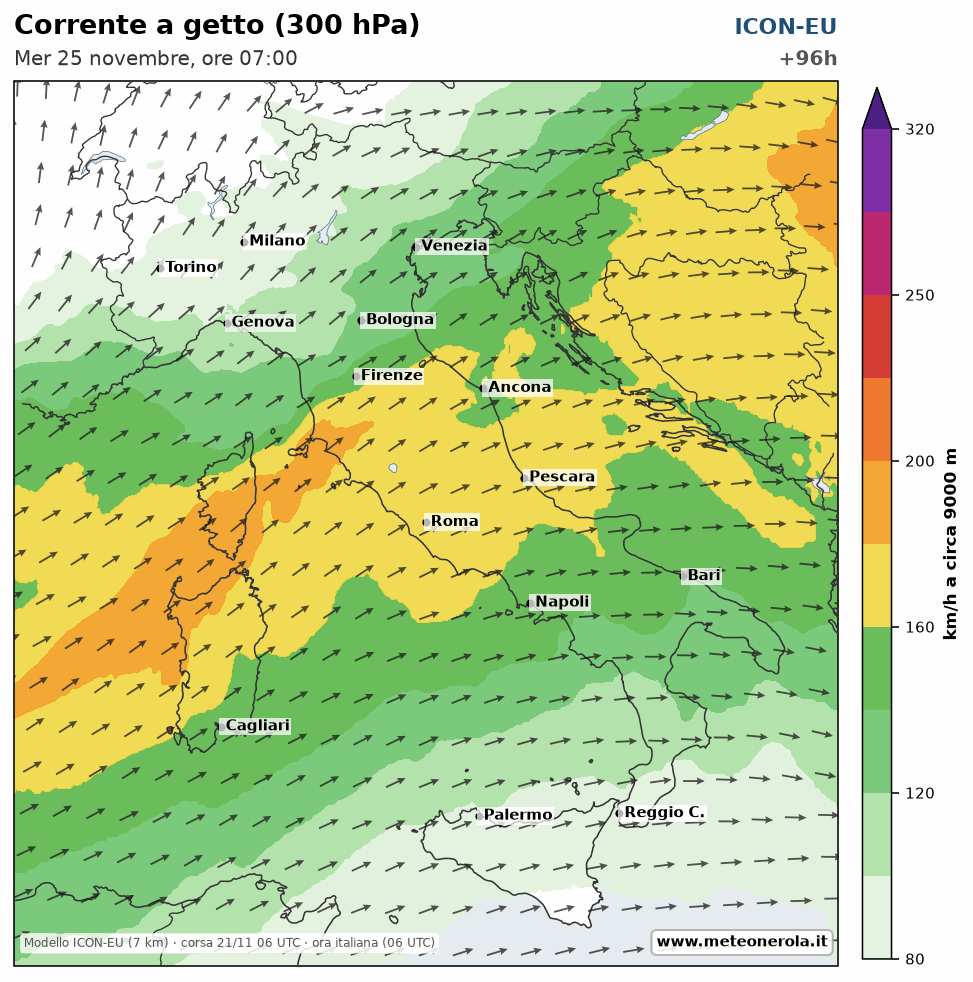 Corrente a getto (300 hPa)
ICON-EU
Mer 25 novembre, ore 07:00
+96h
320
Milano
Venezia
Torino
250
Genova
Bologna
Firenze
Ancona
200
Pescara
Roma
km/h a circa 9000 m
Bari
Napoli
160
Cagliari
120
Palermo
Reggio C.
Modello ICON-EU (7 km) · corsa 21/11 06 UTC · ora italiana (06 UTC)
www.meteonerola.it
80